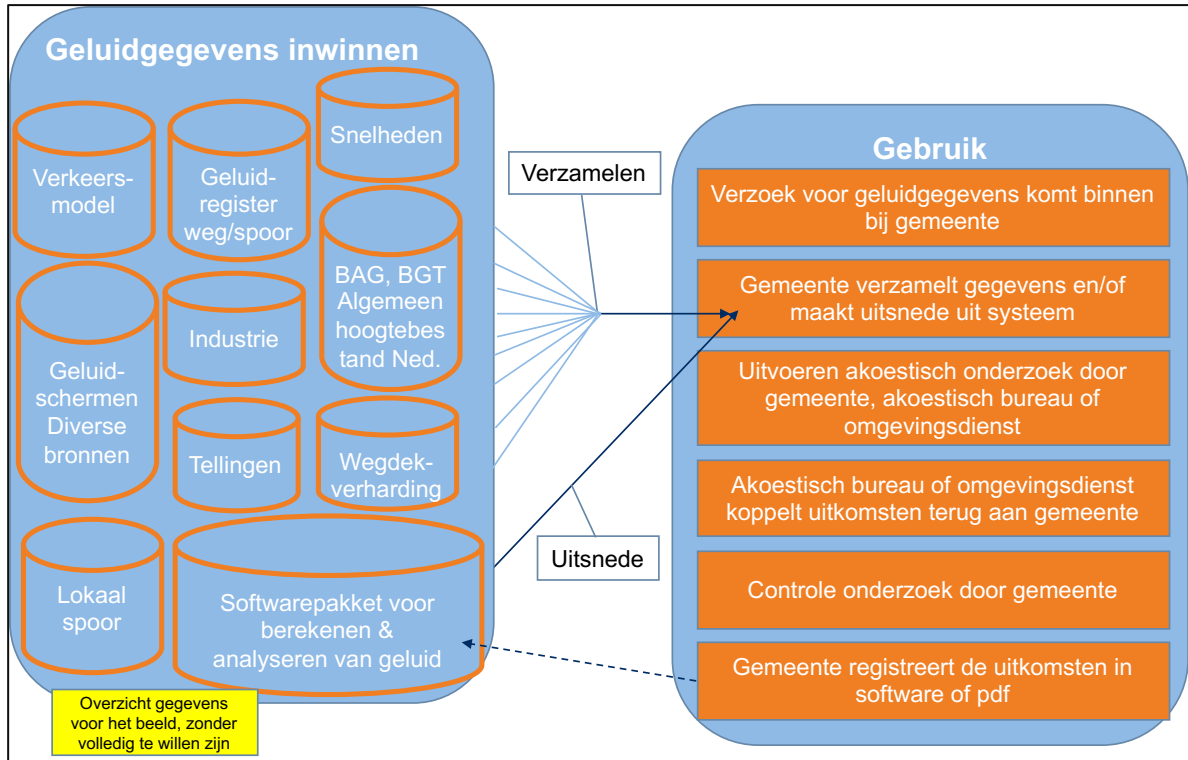 Geluidgegevens inwinnen
Snelheden
Verkeers-
model
Geluid-
register
weg/spoor
BAG, BGT
Algemeen
hoogtebes
tand Ned.
Industrie
Geluid-
schermen
Diverse
bronnen
Tellingen
Wegdek-
verharding
Lokaal
spoor
Softwarepakket voor
berekenen &
analyseren van geluid
Overzicht gegevens
voor het beeld, zonder
volledig te willen zijn
Verzamelen
Uitsnede
Gebruik
Verzoek voor geluidgegevens komt binnen
bij gemeente
Gemeente verzamelt gegevens en/of
maakt uitsnede uit systeem
Uitvoeren akoestisch onderzoek door
gemeente, akoestisch bureau of
omgevingsdienst
Akoestisch bureau of omgevingsdienst
koppelt uitkomsten terug aan gemeente
Controle onderzoek door gemeente
Gemeente registreert de uitkomsten in
software of pdf